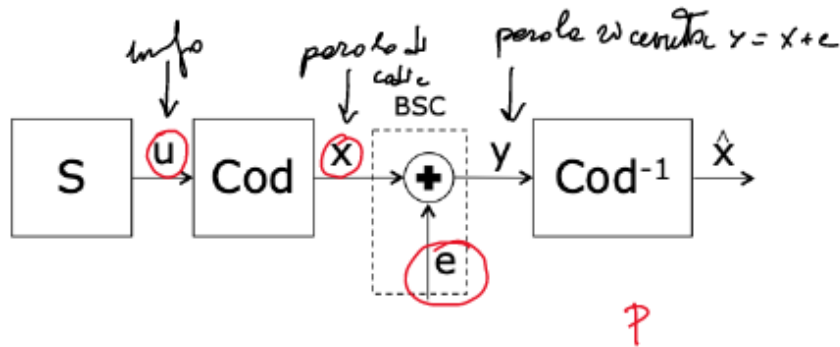 info
parola di
codice
parola ricevuta y = x + e
BSC
S
u
Cod
x
+
y
Cod⁻¹
x̂
e
p